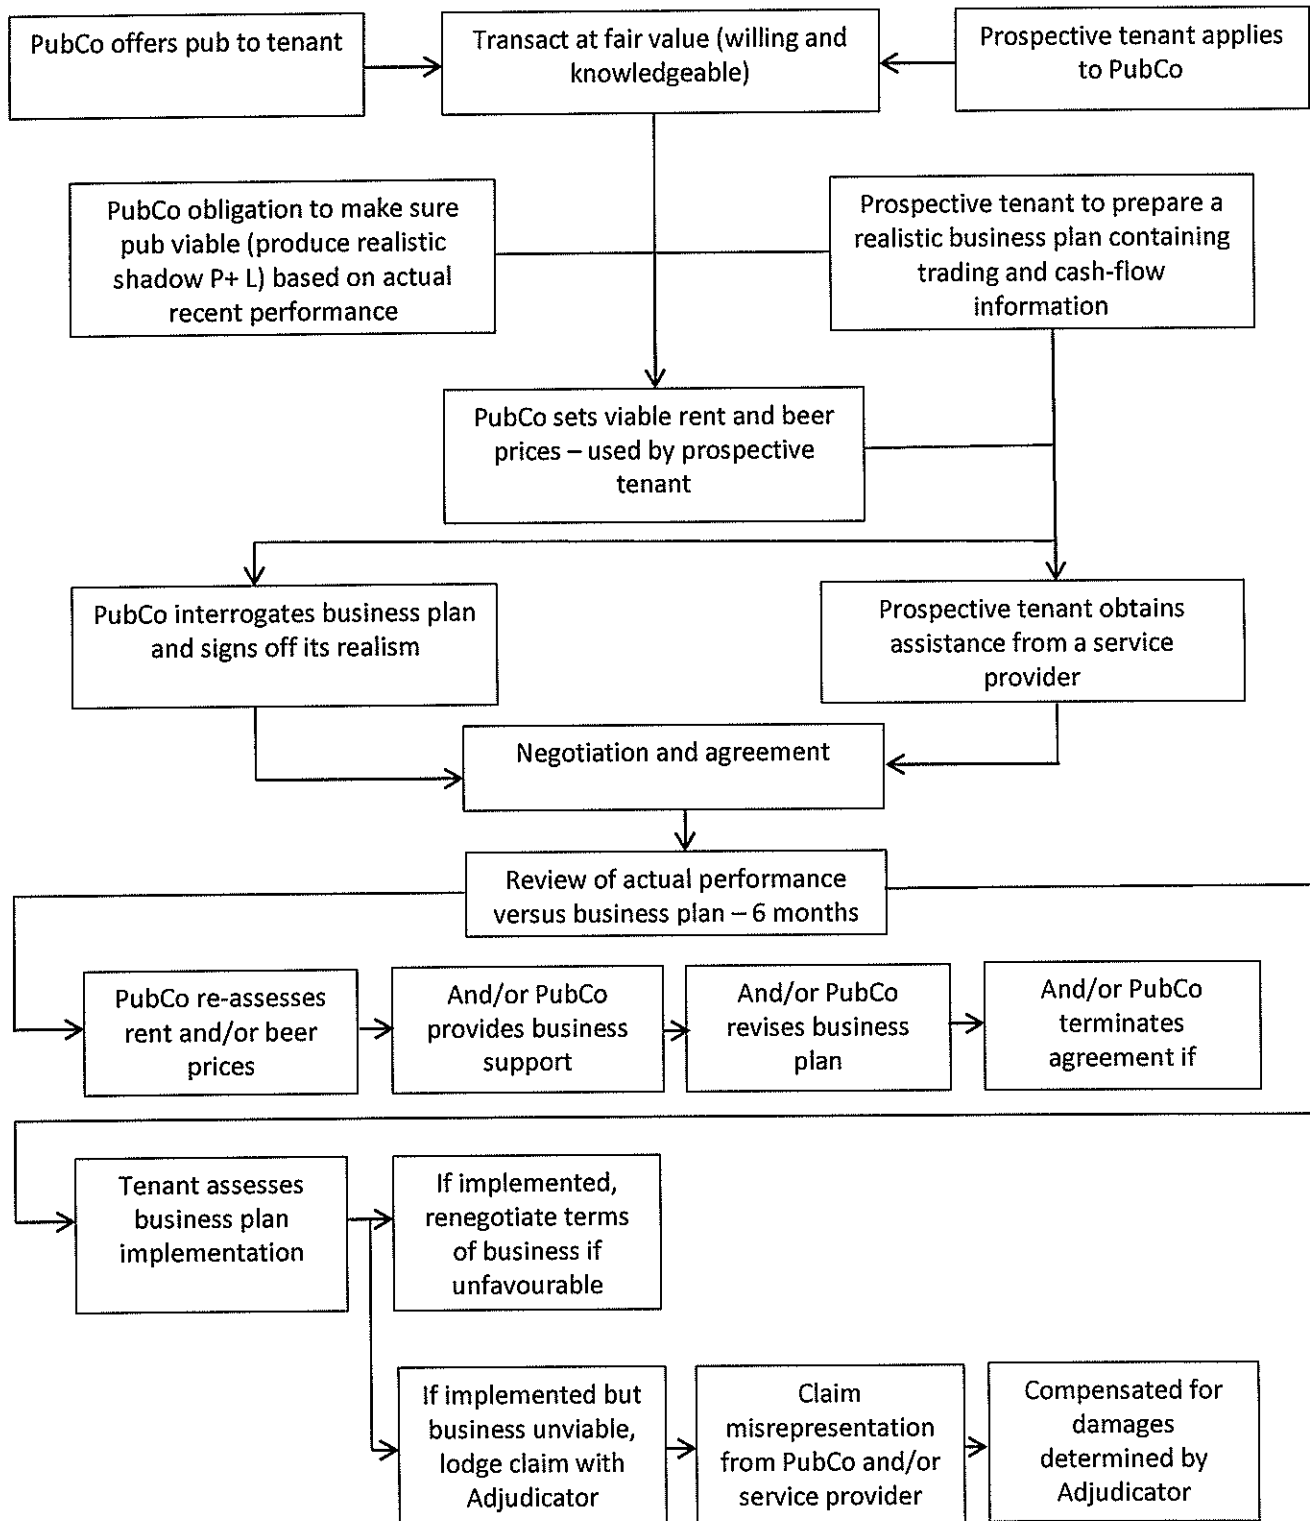 PubCo offers pub to tenant
Transact at fair value (willing and
knowledgeable)
Prospective tenant applies
to PubCo
PubCo obligation to make sure
pub viable (produce realistic
shadow P+ L) based on actual
recent performance
Prospective tenant to prepare a
realistic business plan containing
trading and cash-flow
information
PubCo sets viable rent and beer
prices – used by prospective
tenant
PubCo interrogates business plan
and signs off its realism
Prospective tenant obtains
assistance from a service
provider
Negotiation and agreement
Review of actual performance
versus business plan – 6 months
PubCo re-assesses
rent and/or beer
prices
And/or PubCo
provides business
support
And/or PubCo
revises business
plan
And/or PubCo
terminates
agreement if
Tenant assesses
business plan
implementation
If implemented,
renegotiate terms
of business if
unfavourable
If implemented but
business unviable,
lodge claim with
Adjudicator
Claim
misrepresentation
from PubCo and/or
service provider
Compensated for
damages
determined by
Adjudicator